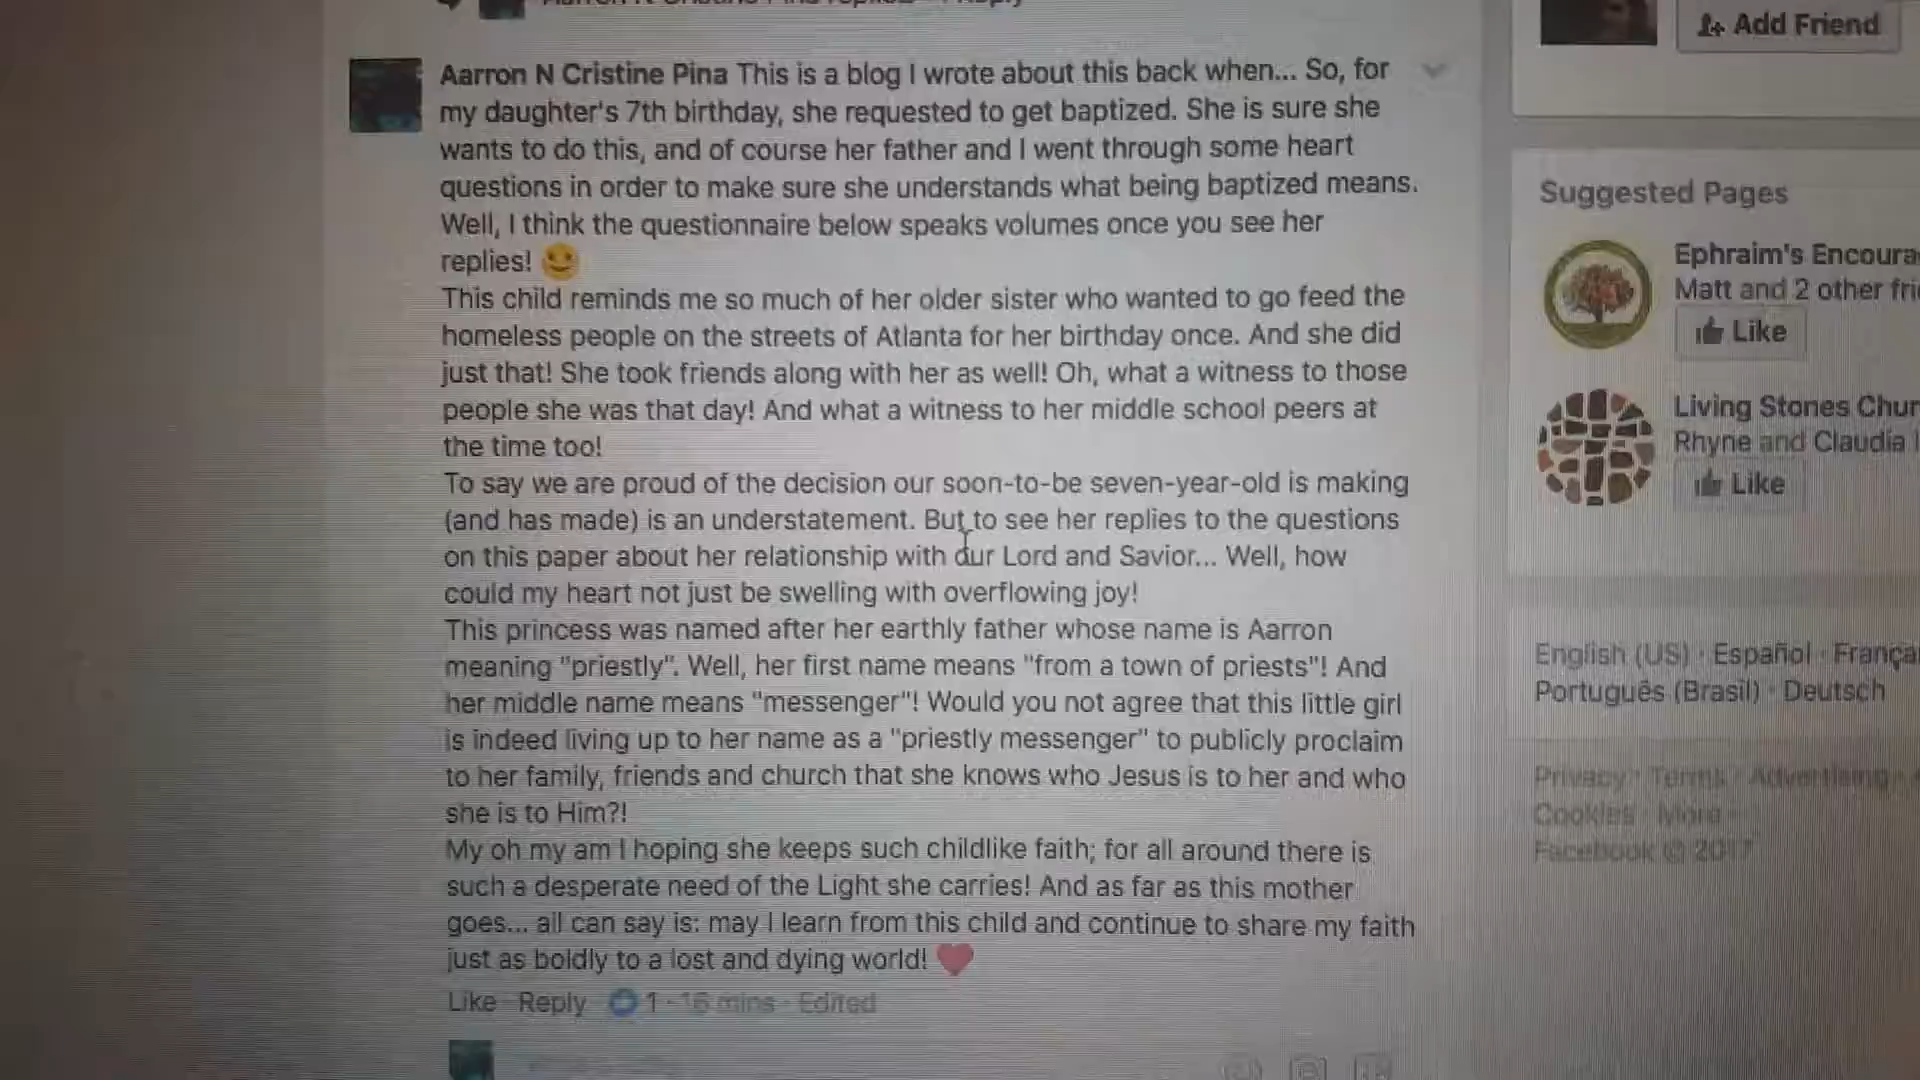 Aarron N Cristine Pina This is a blog I wrote about this back when... So, for
my daughter's 7th birthday, she requested to get baptized. She is sure she
wants to do this, and of course her father and I went through some heart
questions in order to make sure she understands what being baptized means.
Well, I think the questionnaire below speaks volumes once you see her
replies! 🙂
This child reminds me so much of her older sister who wanted to go feed the
homeless people on the streets of Atlanta for her birthday once. And she did
just that! She took friends along with her as well! Oh, what a witness to those
people she was that day! And what a witness to her middle school peers at
the time too!
To say we are proud of the decision our soon-to-be seven-year-old is making
(and has made) is an understatement. But to see her replies to the questions
on this paper about her relationship with our Lord and Savior... Well, how
could my heart not just be swelling with overflowing joy!
This princess was named after her earthly father whose name is Aarron
meaning "priestly". Well, her first name means "from a town of priests"! And
her middle name means "messenger"! Would you not agree that this little girl
is indeed living up to her name as a "priestly messenger" to publicly proclaim
to her family, friends and church that she knows who Jesus is to her and who
she is to Him?!
My oh my am I hoping she keeps such childlike faith; for all around there is
such a desperate need of the Light she carries! And as far as this mother
goes... all can say is: may I learn from this child and continue to share my faith
just as boldly to a lost and dying world! ❤
Like · Reply · 1 · 16 mins · Edited
Add Friend
Suggested Pages
Ephraim's Encoura
Matt and 2 other fri
Like
Living Stones Chur
Rhyne and Claudia
Like
English (US) · Español · Françai
Português (Brasil) · Deutsch
Privacy · Terms · Advertising ·
Cookies · More ·
Facebook © 2017